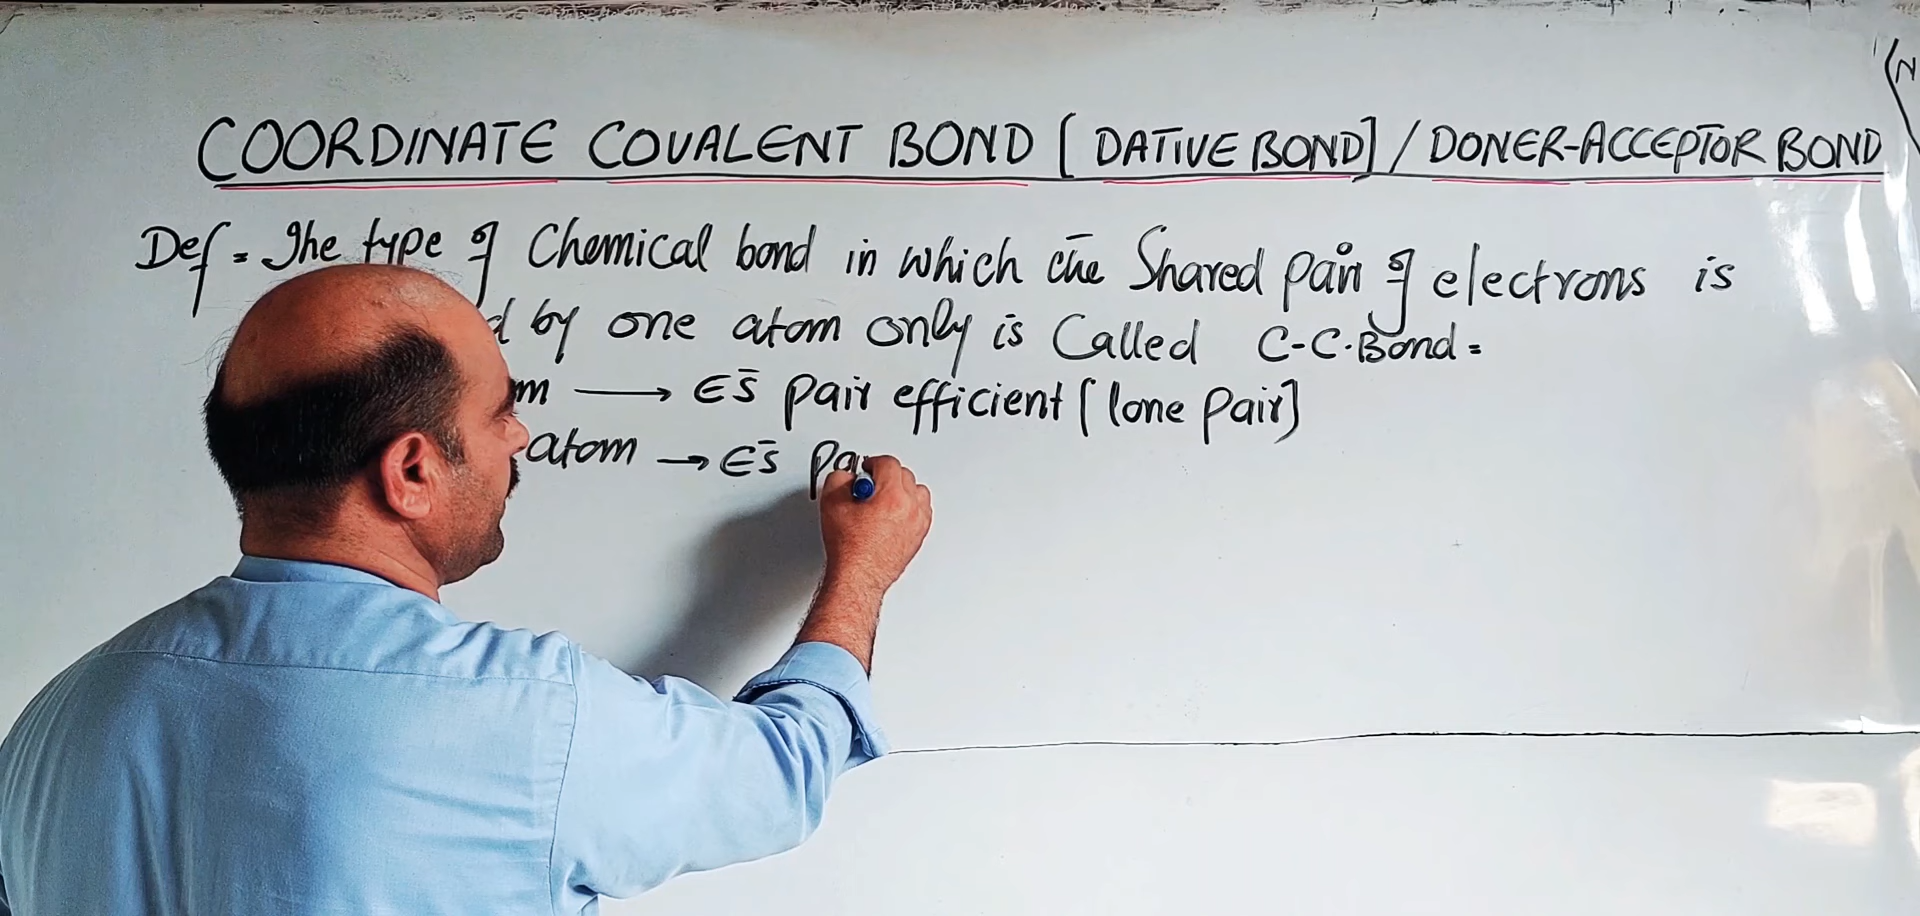 COORDINATE COVALENT BOND [DATIVE BOND] / DONER-ACCEPTOR BOND
Def = The type of Chemical bond in which the Shared pair of electrons is
by one atom only is Called C-C.Bond =
→ es̄ pair efficient [lone pair]
atom → es̄ Pa
N